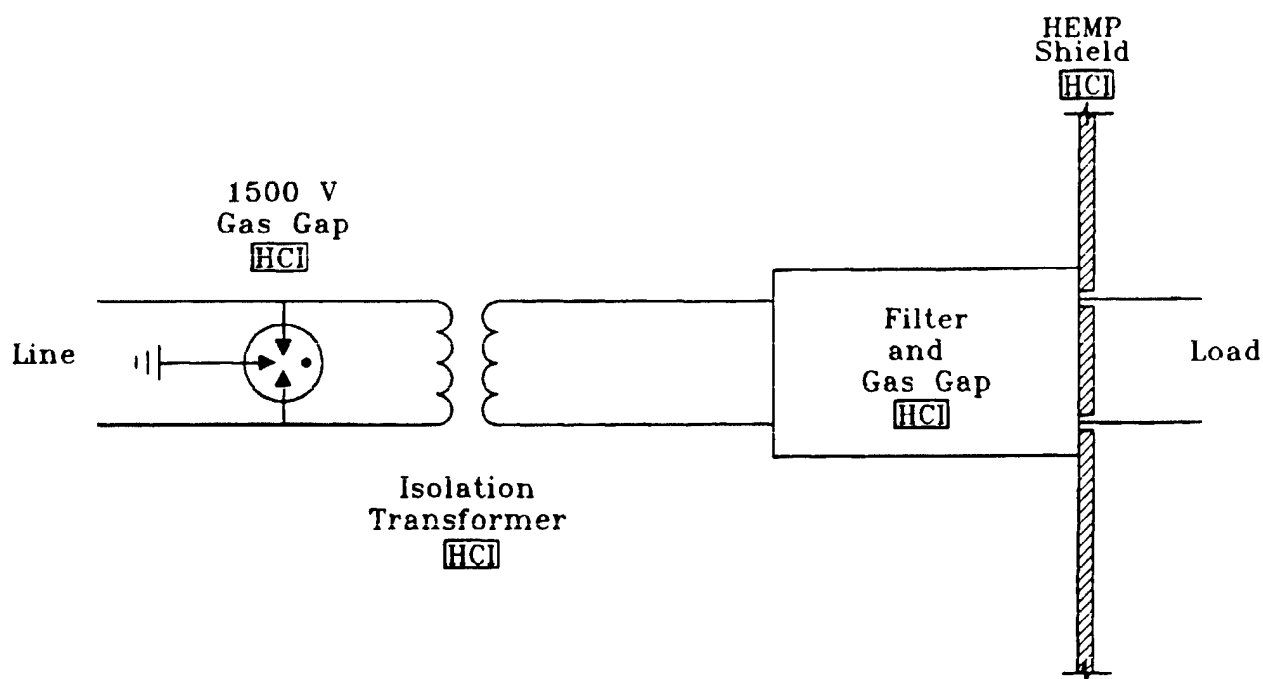 HEMP
Shield
HCI
1500 V
Gas Gap
HCI
Line
Filter
and
Gas Gap
HCI
Load
Isolation
Transformer
HCI